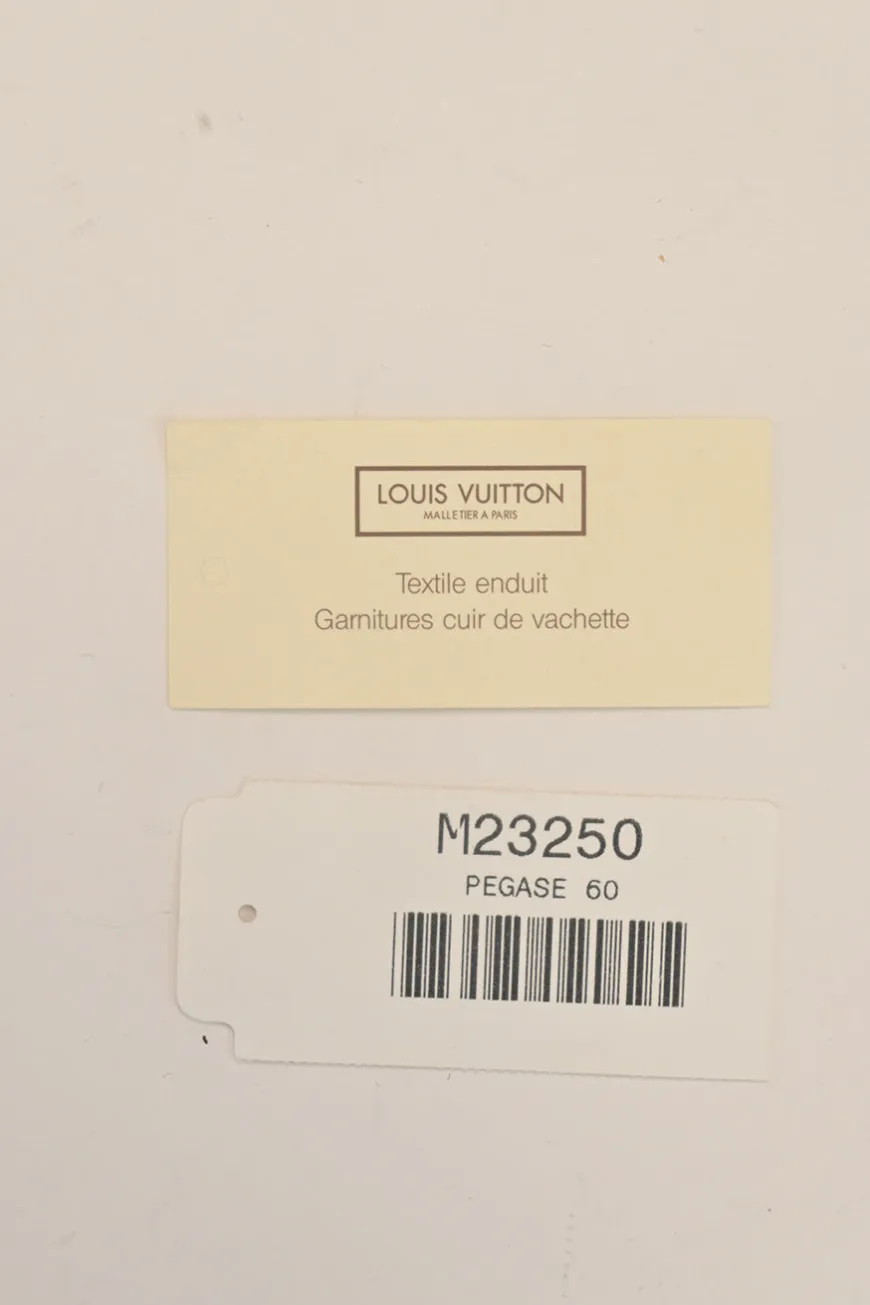 LOUIS VUITTON
MALLETIER A PARIS
Textile enduit
Garnitures cuir de vachette
M23250
PEGASE 60